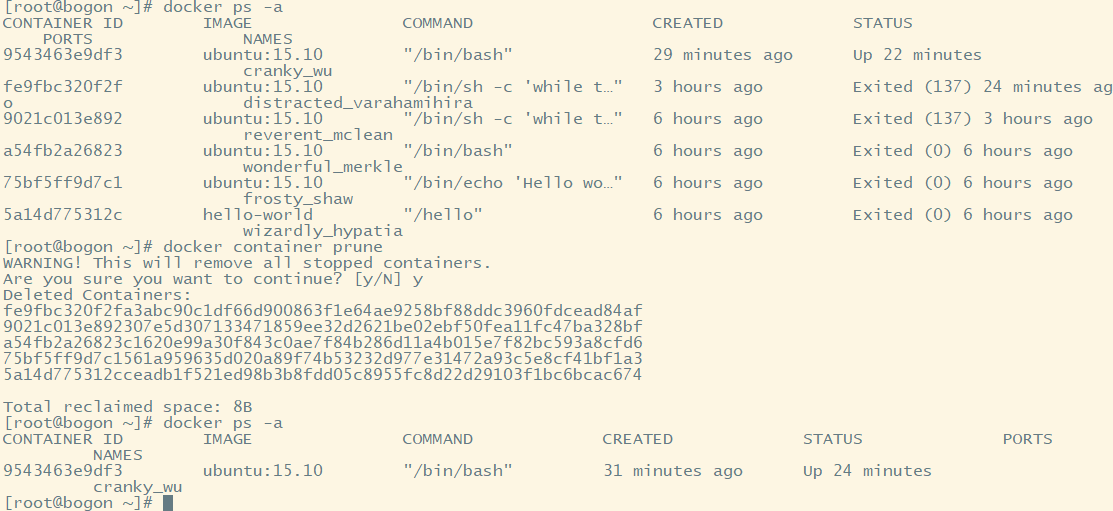 [root@bogon ~]# docker ps -a
CONTAINER ID        IMAGE               COMMAND                  CREATED             STATUS
    PORTS               NAMES
9543463e9df3        ubuntu:15.10        "/bin/bash"              29 minutes ago      Up 22 minutes
                        cranky_wu
fe9fbc320f2f        ubuntu:15.10        "/bin/sh -c 'while t…"   3 hours ago         Exited (137) 24 minutes ag
o                       distracted_varahamihira
9021c013e892        ubuntu:15.10        "/bin/sh -c 'while t…"   6 hours ago         Exited (137) 3 hours ago
                        reverent_mclean
a54fb2a26823        ubuntu:15.10        "/bin/bash"              6 hours ago         Exited (0) 6 hours ago
                        wonderful_merkle
75bf5ff9d7c1        ubuntu:15.10        "/bin/echo 'Hello wo…"   6 hours ago         Exited (0) 6 hours ago
                        frosty_shaw
5a14d775312c        hello-world         "/hello"                 6 hours ago         Exited (0) 6 hours ago
                        wizardly_hypatia
[root@bogon ~]# docker container prune
WARNING! This will remove all stopped containers.
Are you sure you want to continue? [y/N] y
Deleted Containers:
fe9fbc320f2fa3abc90c1df66d900863f1e64ae9258bf88ddc3960fdcead84af
9021c013e892307e5d307133471859ee32d2621be02ebf50fea11fc47ba328bf
a54fb2a26823c1620e99a30f843c0ae7f84b286d11a4b015e7f82bc593a8cfd6
75bf5ff9d7c1561a959635d020a89f74b53232d977e31472a93c5e8cf41bf1a3
5a14d775312cceadb1f521ed98b3b8fdd05c8955fc8d22d29103f1bc6bcac674

Total reclaimed space: 8B
[root@bogon ~]# docker ps -a
CONTAINER ID        IMAGE               COMMAND             CREATED             STATUS              PORTS
         NAMES
9543463e9df3        ubuntu:15.10        "/bin/bash"         31 minutes ago      Up 24 minutes
         cranky_wu
[root@bogon ~]#